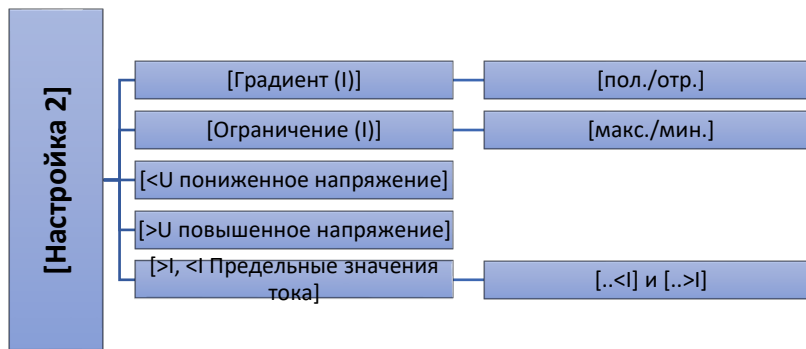 [Настройка 2]
[Градиент (I)]
[пол./отр.]
[Ограничение (I)]
[макс./мин.]
[<U пониженное напряжение]
[>U повышенное напряжение]
[>I, <I Предельные значения
тока]
[..<I] и [..>I]